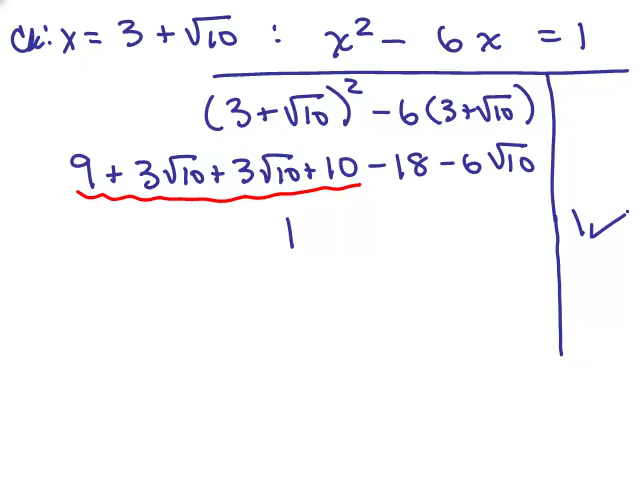 Ck: x = 3 + √10 : x² - 6x = 1
(3+√10)² - 6(3+√10)
9 + 3√10 + 3√10 + 10 - 18 - 6√10
1 1 ✓